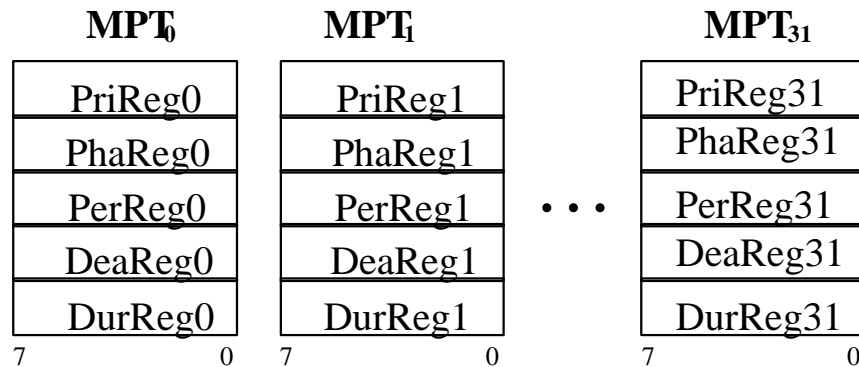 MPT0 MPT1 MPT31
PriReg0 PriReg1 PriReg31
PhaReg0 PhaReg1 PhaReg31
PerReg0 PerReg1 • • • PerReg31
DeaReg0 DeaReg1 DeaReg31
DurReg0 DurReg1 DurReg31
7 0 7 0 7 0